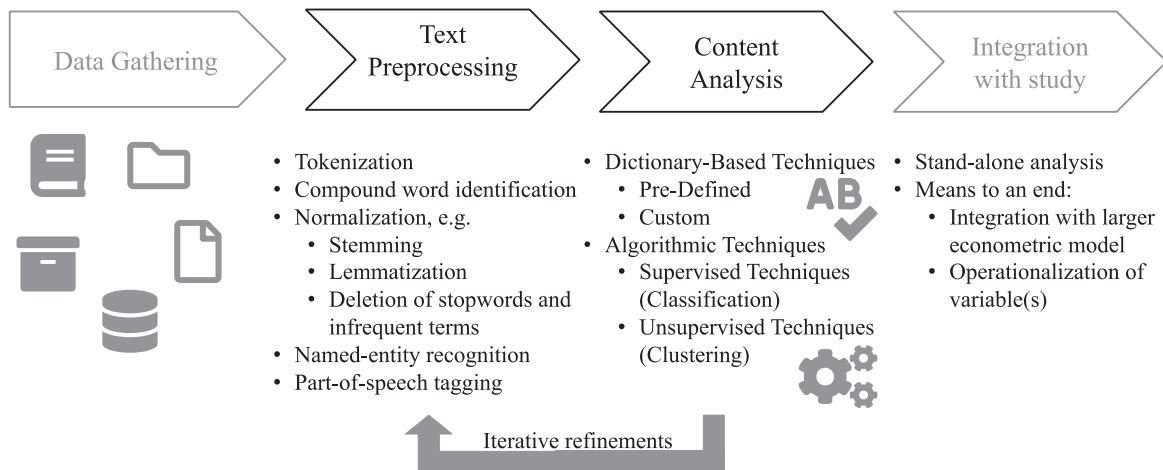 Data Gathering
Text
Preprocessing
Content
Analysis
Integration
with study
• Tokenization
• Compound word identification
• Normalization, e.g.
• Stemming
• Lemmatization
• Deletion of stopwords and
infrequent terms
• Named-entity recognition
• Part-of-speech tagging
• Dictionary-Based Techniques
• Pre-Defined
• Custom
• Algorithmic Techniques
• Supervised Techniques
(Classification)
• Unsupervised Techniques
(Clustering)
AB
• Stand-alone analysis
• Means to an end:
• Integration with larger
econometric model
• Operationalization of
variable(s)
Iterative refinements